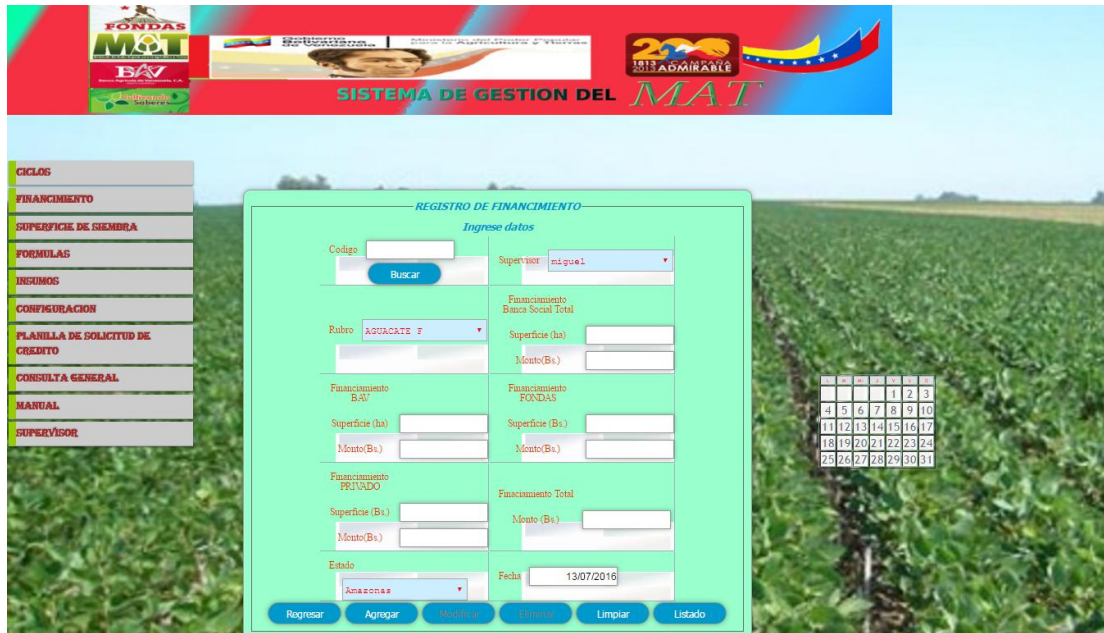 FONDAS
MAT
BAV
Cultivando
Saberes
Gobierno
Bolivariano
de Venezuela
Ministerio del Poder Popular
para la Agricultura y Tierras
200
1813 CAMPAÑA
2013 ADMIRABLE
SISTEMA DE GESTION DEL MAT
CICLOS
FINANCIMIENTO
SUPERFICIE DE SIEMBRA
FORMULAS
INSUMOS
CONFIGURACION
PLANILLA DE SOLICITUD DE
CREDITO
CONSULTA GENERAL
MANUAL
SUPERVISOR
REGISTRO DE FINANCIMIENTO
Ingrese datos
Codigo
Buscar
Supervisor miguel
Rubro AGUACATE F
Financiamiento
Banca Social Total
Superficie (ha)
Monto(Bs.)
Financiamiento
BAV
Superficie (ha)
Monto(Bs.)
Financiamiento
FONDAS
Superficie (Bs.)
Monto(Bs.)
Financiamiento
PRIVADO
Superficie (Bs.)
Monto(Bs.)
Finaciamiento Total
Monto (Bs.)
Estado
Amazonas
Fecha 13/07/2016
Regresar Agregar Modificar Eliminar Limpiar Listado
L M Mi J V S D
1 2 3
4 5 6 7 8 9 10
11 12 13 14 15 16 17
18 19 20 21 22 23 24
25 26 27 28 29 30 31